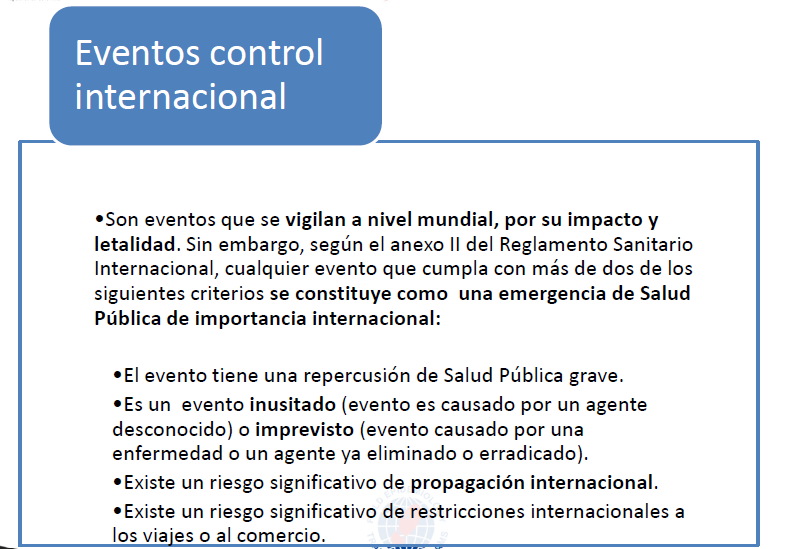 Eventos control
internacional
•Son eventos que se vigilan a nivel mundial, por su impacto y
letalidad. Sin embargo, según el anexo II del Reglamento Sanitario
Internacional, cualquier evento que cumpla con más de dos de los
siguientes criterios se constituye como  una emergencia de Salud
Pública de importancia internacional:
•El evento tiene una repercusión de Salud Pública grave.
•Es un  evento inusitado (evento es causado por un agente
desconocido) o imprevisto (evento causado por una
enfermedad o un agente ya eliminado o erradicado).
•Existe un riesgo significativo de propagación internacional.
•Existe un riesgo significativo de restricciones internacionales a
los viajes o al comercio.